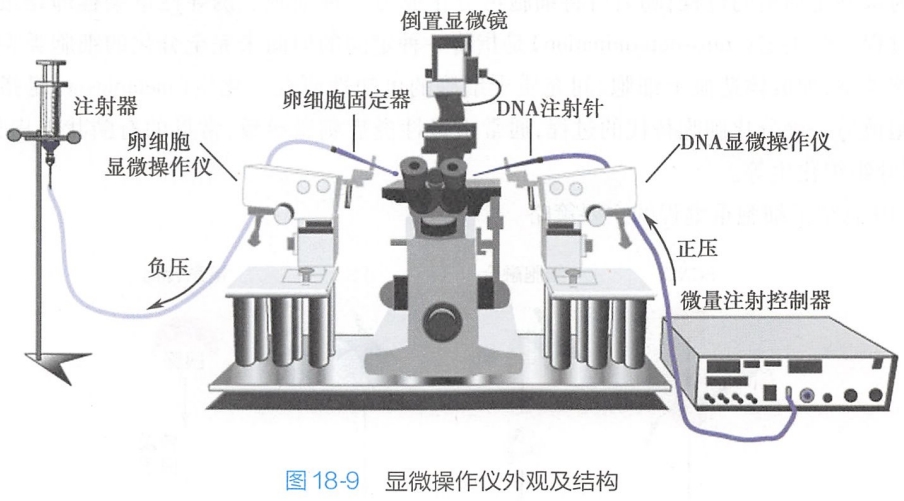 倒置显微镜
注射器
卵细胞固定器
DNA注射针
卵细胞
显微操作仪
DNA显微操作仪
负压
正压
微量注射控制器
图 18-9 显微操作仪外观及结构